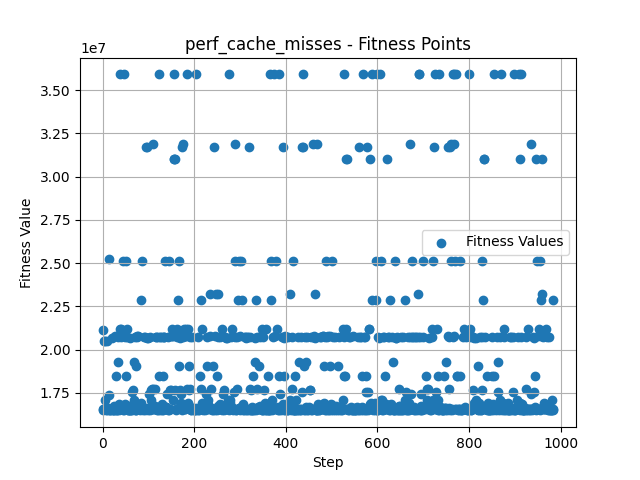 perf_cache_misses - Fitness Points
1e7
3.50
3.25
3.00
2.75
2.50
2.25
2.00
1.75
Fitness Value
Fitness Values
0 200 400 600 800 1000
Step